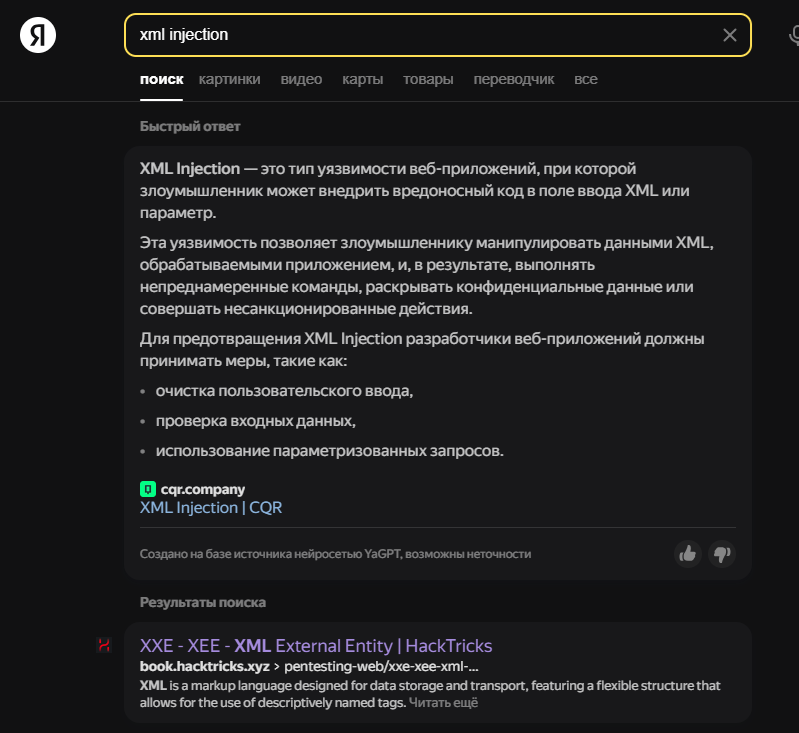 Я
xml injection
поиск картинки видео карты товары переводчик все
Быстрый ответ
XML Injection — это тип уязвимости веб-приложений, при которой
злоумышленник может внедрить вредоносный код в поле ввода XML или
параметр.
Эта уязвимость позволяет злоумышленнику манипулировать данными XML,
обрабатываемыми приложением, и, в результате, выполнять
непреднамеренные команды, раскрывать конфиденциальные данные или
совершать несанкционированные действия.
Для предотвращения XML Injection разработчики веб-приложений должны
принимать меры, такие как:
• очистка пользовательского ввода,
• проверка входных данных,
• использование параметризованных запросов.
cqr.company
XML Injection | CQR
Создано на базе источника нейросетью YaGPT, возможны неточности
Результаты поиска
XXE - XEE - XML External Entity | HackTricks
book.hacktricks.xyz › pentesting-web/xxe-xee-xml-...
XML is a markup language designed for data storage and transport, featuring a flexible structure that
allows for the use of descriptively named tags. Читать ещё